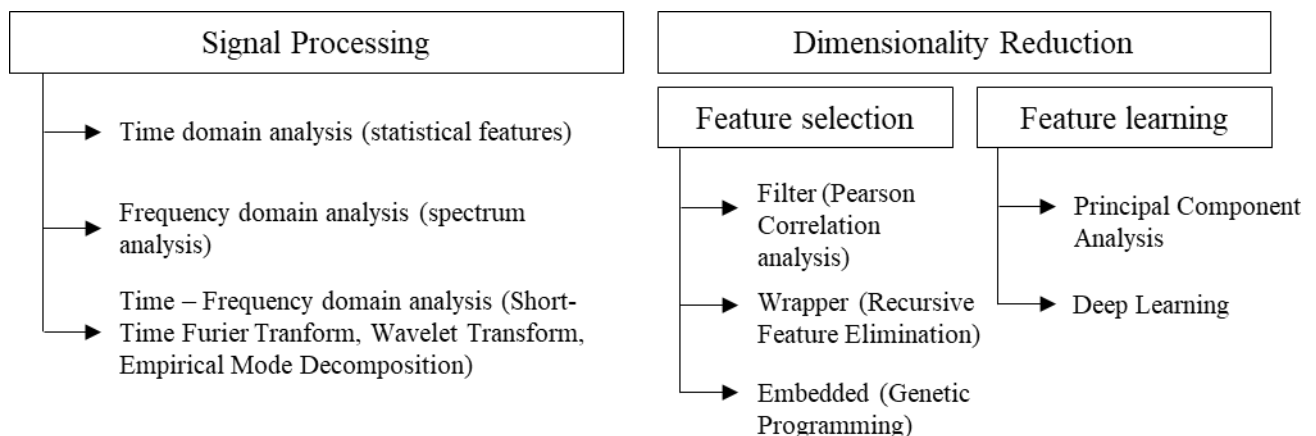 Signal Processing
Time domain analysis (statistical features)
Frequency domain analysis (spectrum
analysis)
Time – Frequency domain analysis (Short-
Time Furier Tranform, Wavelet Transform,
Empirical Mode Decomposition)
Dimensionality Reduction
Feature selection
Filter (Pearson
Correlation
analysis)
Wrapper (Recursive
Feature Elimination)
Embedded (Genetic
Programming)
Feature learning
Principal Component
Analysis
Deep Learning